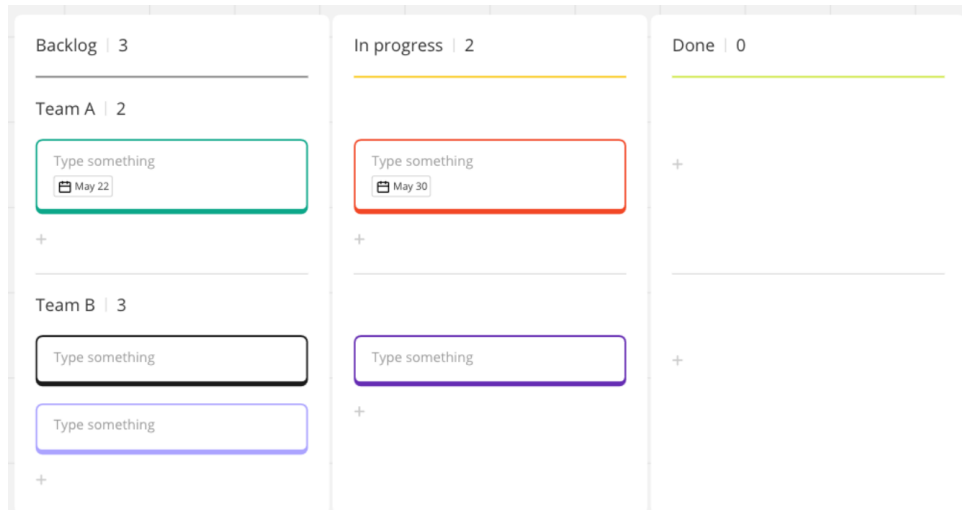 Backlog | 3
In progress | 2
Done | 0
Team A | 2
Type something
May 22
Type something
May 30
+
+
+
Team B | 3
Type something
Type something
+
Type something
+
+